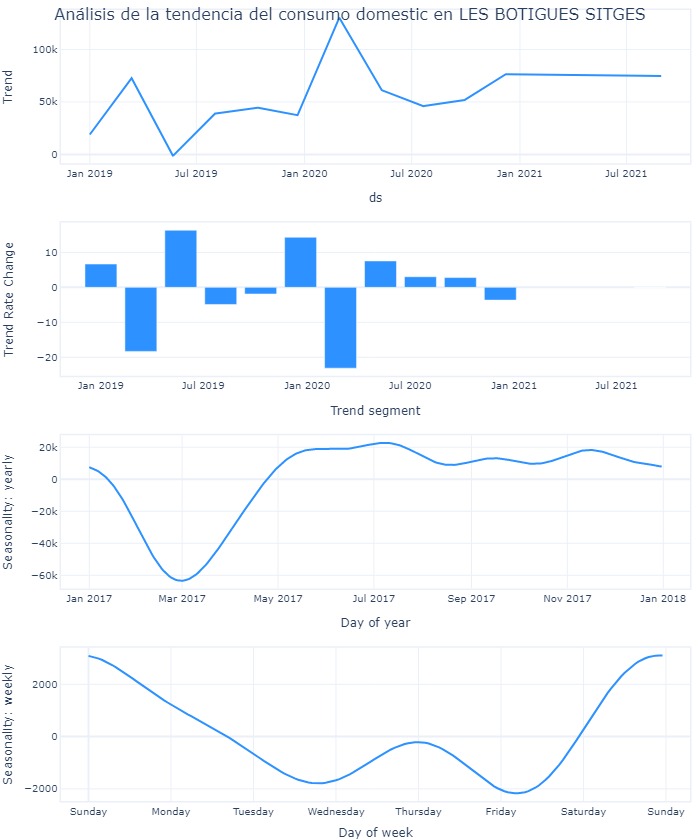 Análisis de la tendencia del consumo domestic en LES BOTIGUES SITGES
Trend
100k
50k
0
Jan 2019 Jul 2019 Jan 2020 Jul 2020 Jan 2021 Jul 2021
ds
Trend Rate Change
10
0
−10
−20
Jan 2019 Jul 2019 Jan 2020 Jul 2020 Jan 2021 Jul 2021
Trend segment
Seasonality: yearly
20k
0
−20k
−40k
−60k
Jan 2017 Mar 2017 May 2017 Jul 2017 Sep 2017 Nov 2017 Jan 2018
Day of year
Seasonality: weekly
2000
0
−2000
Sunday Monday Tuesday Wednesday Thursday Friday Saturday Sunday
Day of week